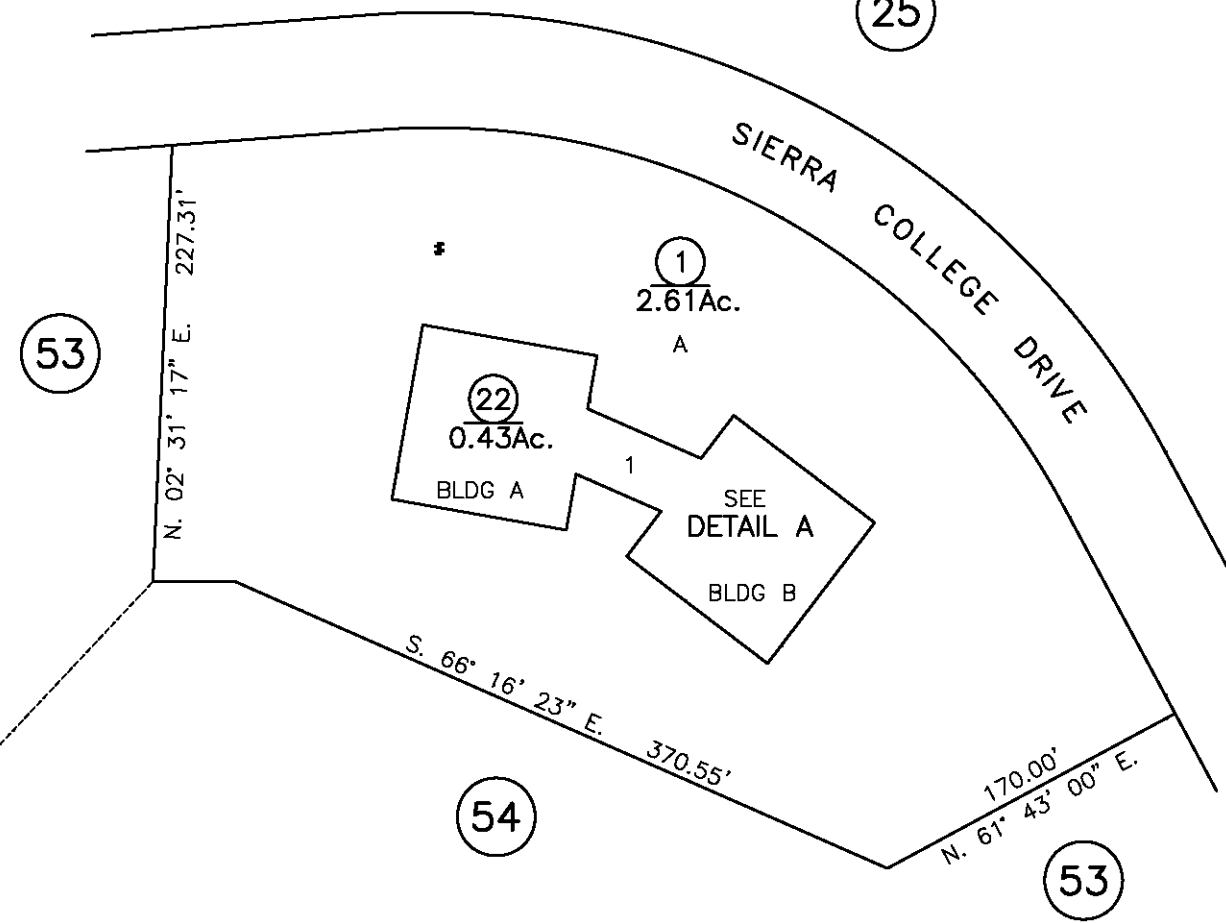 25
SIERRA COLLEGE DRIVE
227.31'
N. 02° 31' 17" E.
1
2.61Ac.
A
53
22
0.43Ac.
1
BLDG A
SEE
DETAIL A
BLDG B
S. 66° 16' 23" E. 370.55'
170.00'
N. 61° 43' 00" E.
54
53